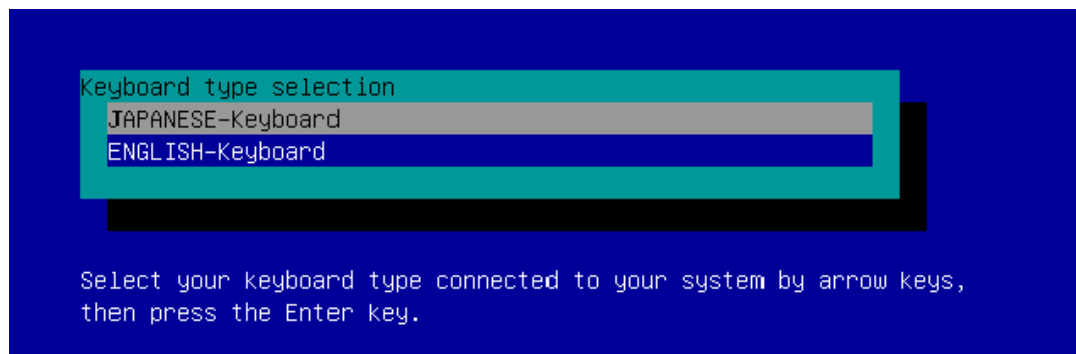 Keyboard type selection
JAPANESE-Keyboard
ENGLISH-Keyboard
Select your keyboard type connected to your system by arrow keys,
then press the Enter key.